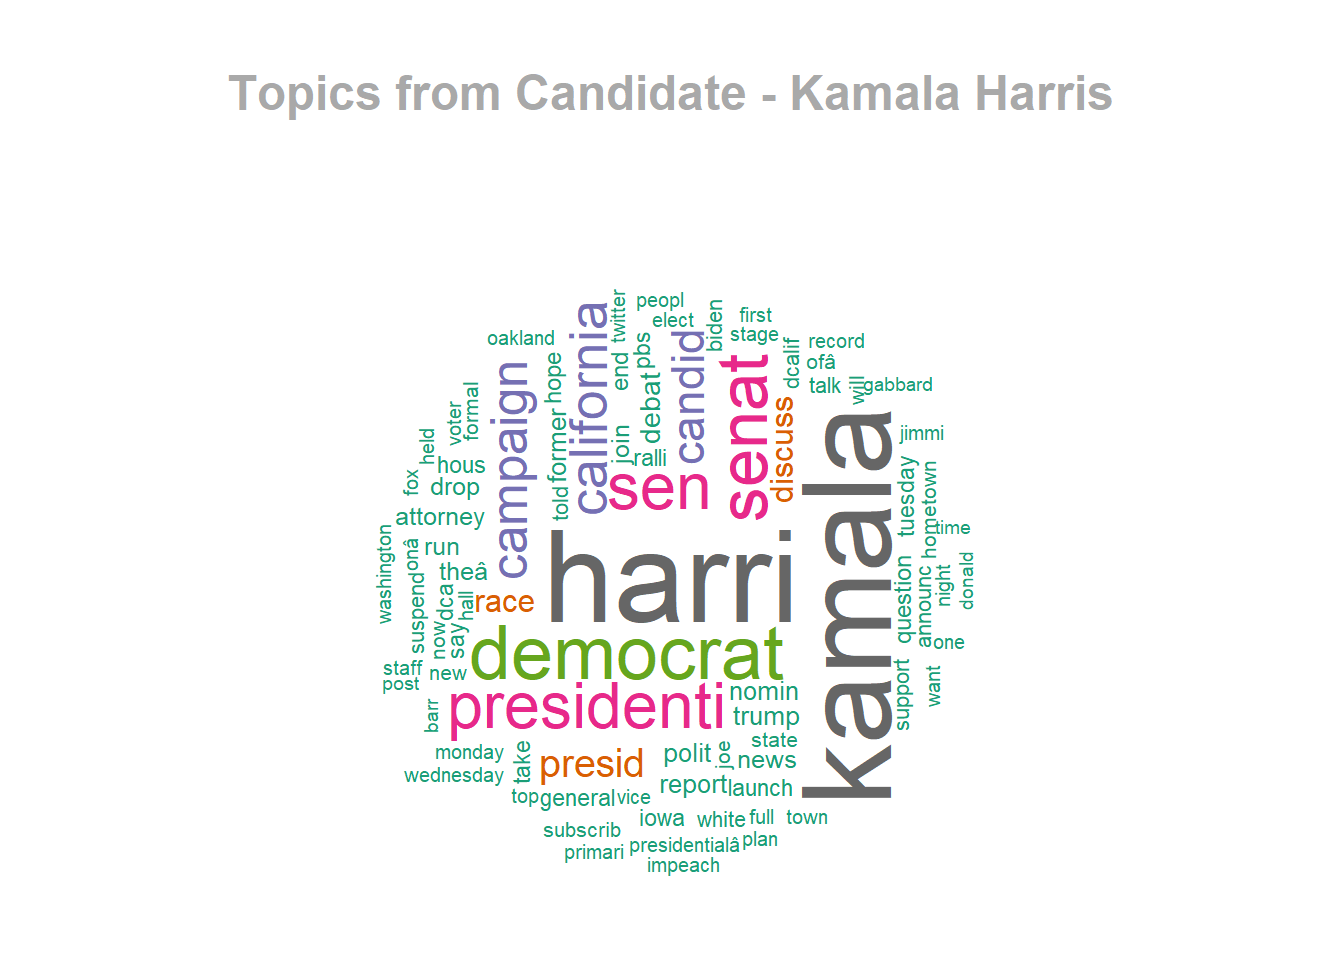 Topics from Candidate - Kamala Harris
twitter
peopl
elect
biden
first
stage
oakland
california
pbs
end
hope
candid
senat
dcalif
record
ofâ
talk
will
gabbard
campaign
formal
voter
held
former
debat
join
ralli
discuss
jimmi
kamala
hous
fox
drop
told
sen
tuesday
hometown
time
attorney
washington
onâ
run
theâ
harri
suspend
dca
hall
race
question
announc
night
donald
now
say
democrat
one
staff
post
new
presidenti
nomin
trump
support
want
barr
monday
wednesday
take
presid
polit
joe
state
news
report
launch
top
general
vice
iowa
white
full
town
subscrib
primari
presidentialâ
plan
impeach